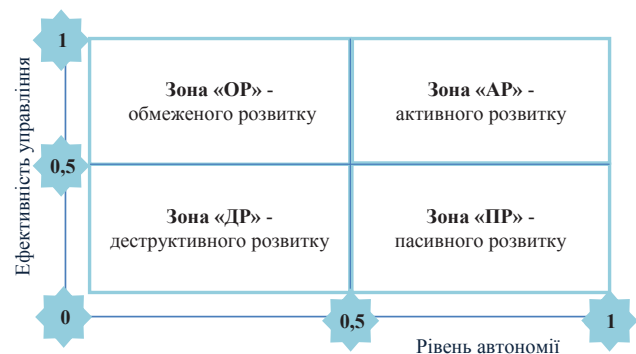 1
Зона «ОР» -
обмеженого розвитку
Зона «АР» -
активного розвитку
Ефективність управління
0,5
Зона «ДР» -
деструктивного розвитку
Зона «ПР» -
пасивного розвитку
0
0,5
1
Рівень автономії